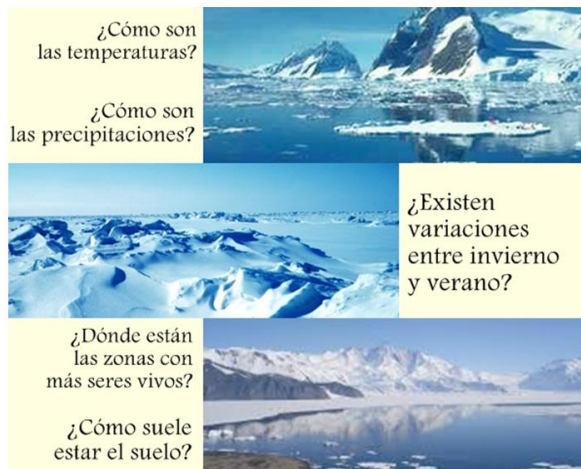 ¿Cómo son
las temperaturas?
¿Cómo son
las precipitaciones?
¿Existen
variaciones
entre invierno
y verano?
¿Dónde están
las zonas con
más seres vivos?
¿Cómo suele
estar el suelo?